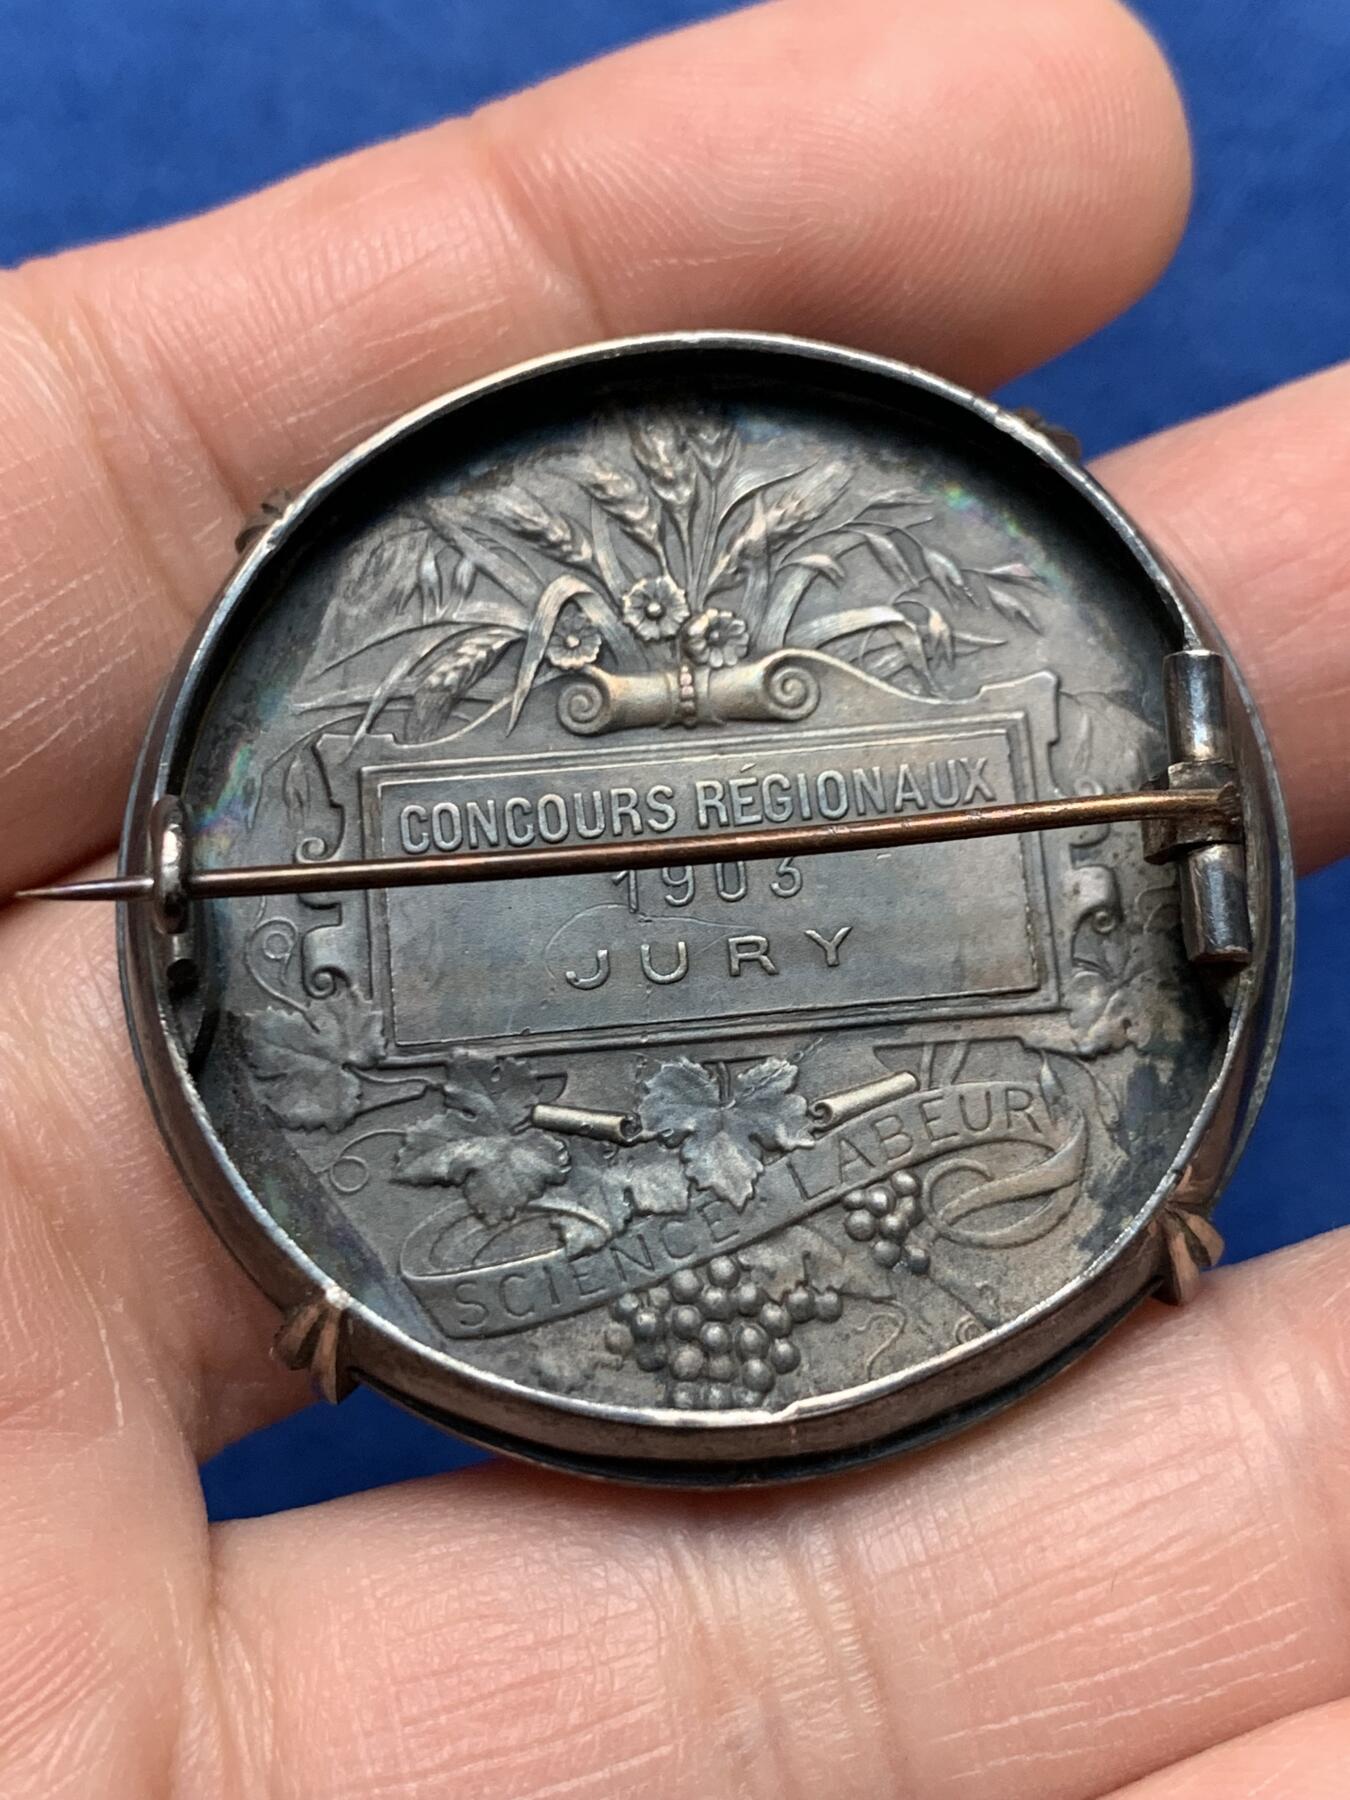 CONCOURS RÉGIONAUX
1903
JURY
SCIENCE LABEUR